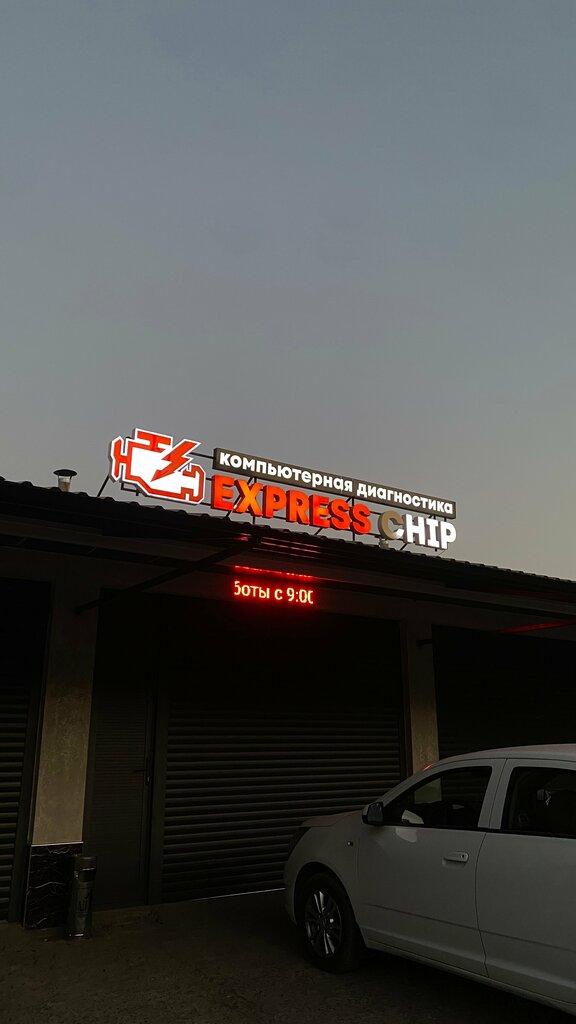 компьютерная диагностика
EXPRESS CHIP
боты с 9:00